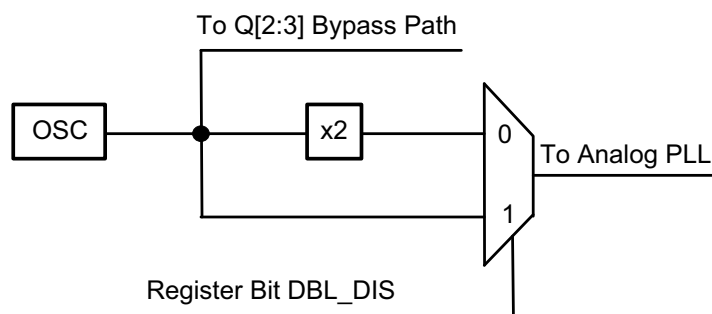 To Q[2:3] Bypass Path
OSC
x2
0
To Analog PLL
1
Register Bit DBL_DIS